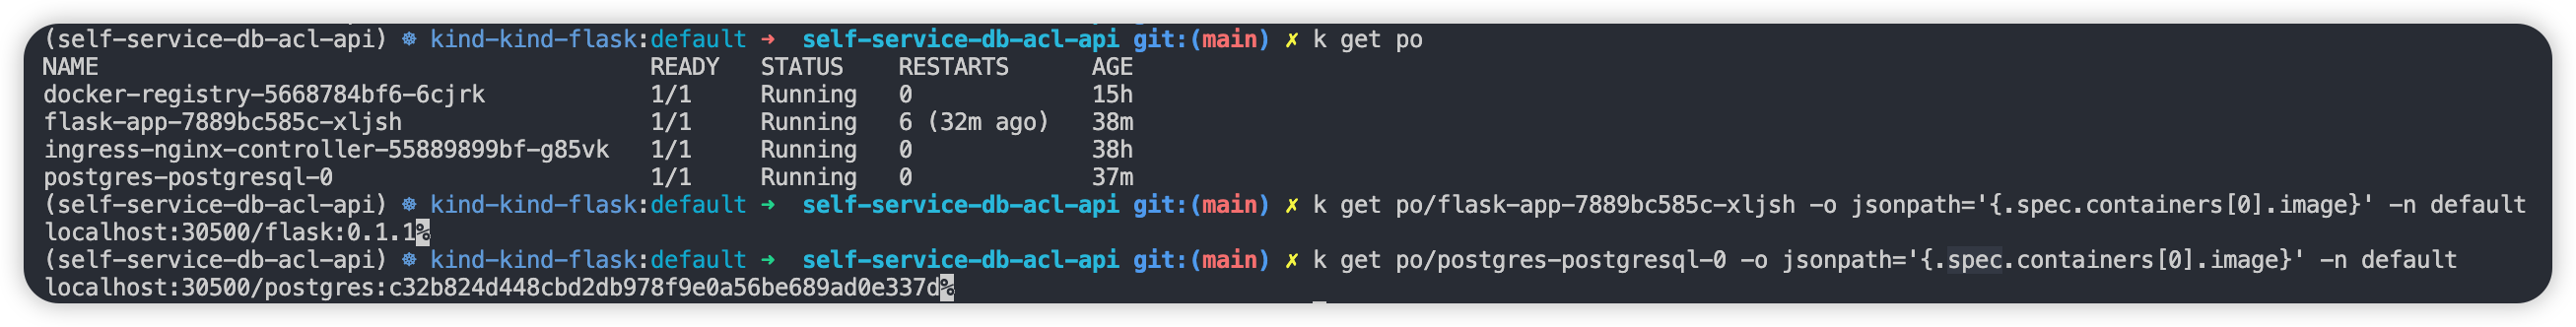 (self-service-db-acl-api) ☸ kind-kind-flask:default ➜  self-service-db-acl-api git:(main) ✗ k get po
NAME                                        READY   STATUS    RESTARTS      AGE
docker-registry-5668784bf6-6cjrk            1/1     Running   0             15h
flask-app-7889bc585c-xljsh                  1/1     Running   6 (32m ago)   38m
ingress-nginx-controller-55889899bf-g85vk   1/1     Running   0             38h
postgres-postgresql-0                       1/1     Running   0             37m
(self-service-db-acl-api) ☸ kind-kind-flask:default ➜  self-service-db-acl-api git:(main) ✗ k get po/flask-app-7889bc585c-xljsh -o jsonpath='{.spec.containers[0].image}' -n default
localhost:30500/flask:0.1.1%
(self-service-db-acl-api) ☸ kind-kind-flask:default ➜  self-service-db-acl-api git:(main) ✗ k get po/postgres-postgresql-0 -o jsonpath='{.spec.containers[0].image}' -n default
localhost:30500/postgres:c32b824d448cbd2db978f9e0a56be689ad0e337d%